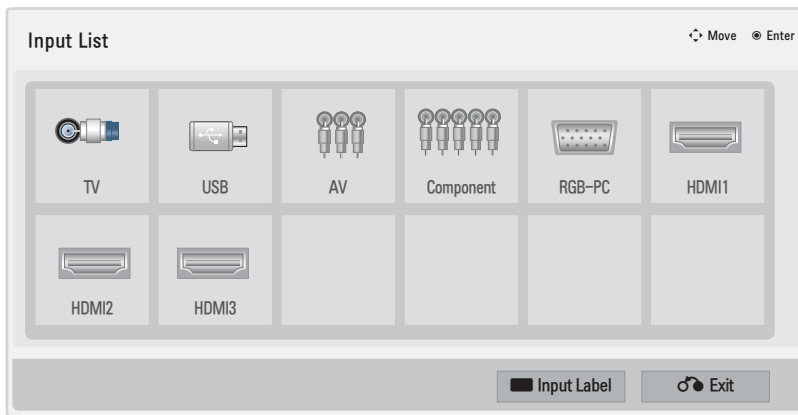 Input List
Move Enter
TV USB AV Component RGB-PC HDMI1
HDMI2 HDMI3
Input Label Exit